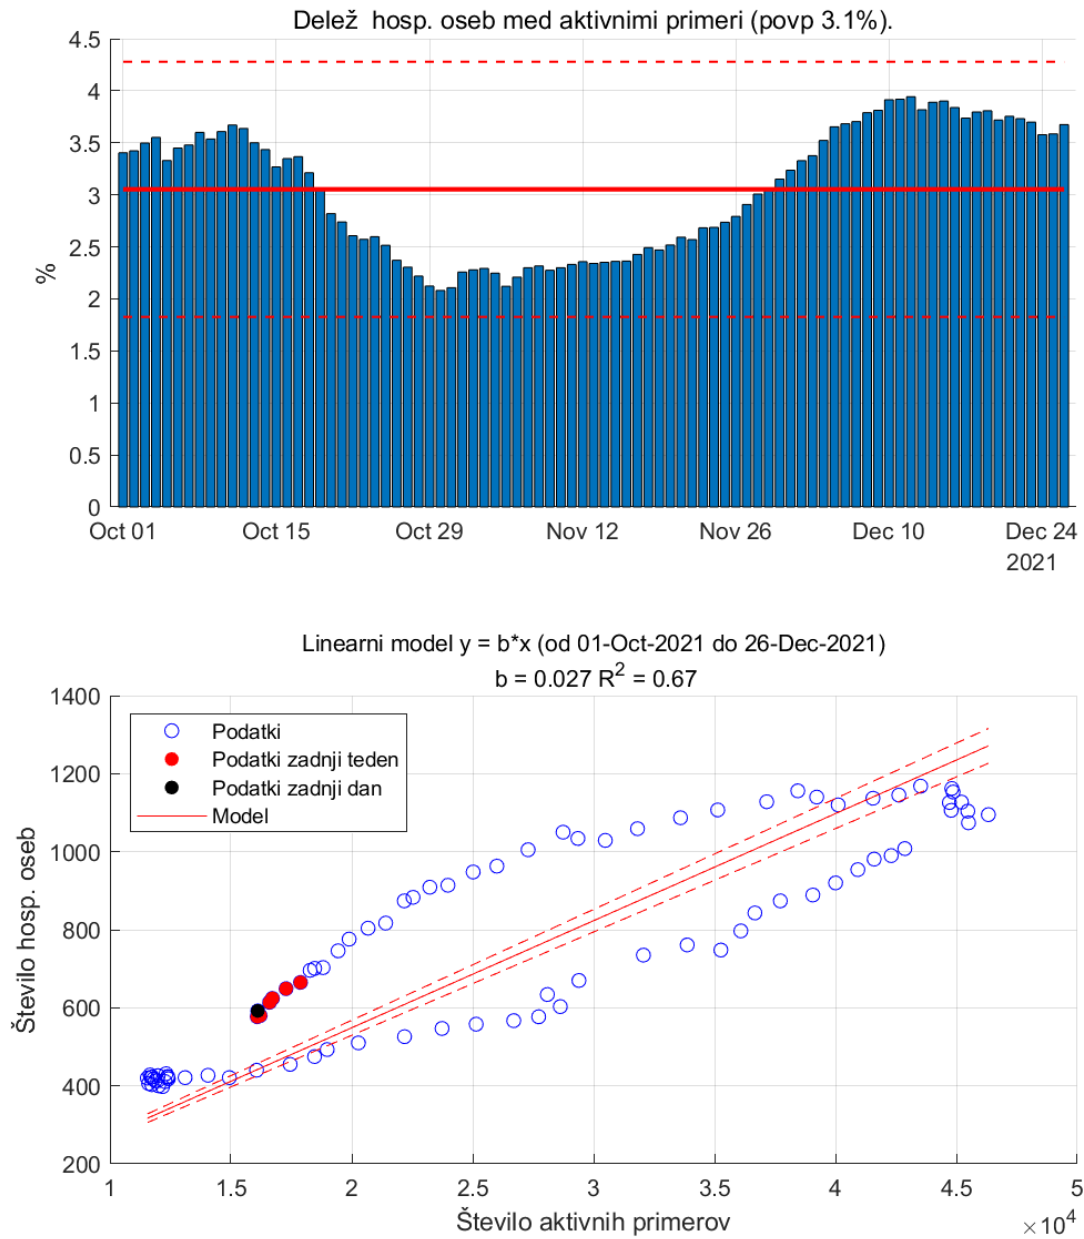 Delež hosp. oseb med aktivnimi primeri (povp 3.1%).
4.5
4
3.5
3
2.5
2
1.5
1
0.5
0
%
Oct 01 Oct 15 Oct 29 Nov 12 Nov 26 Dec 10 Dec 24
2021
Linearni model y = b*x (od 01-Oct-2021 do 26-Dec-2021)
b = 0.027 R² = 0.67
1400
1200
1000
800
600
400
200
Število hosp. oseb
Podatki
Podatki zadnji teden
Podatki zadnji dan
Model
1 1.5 2 2.5 3 3.5 4 4.5 5
Število aktivnih primerov
×10⁴